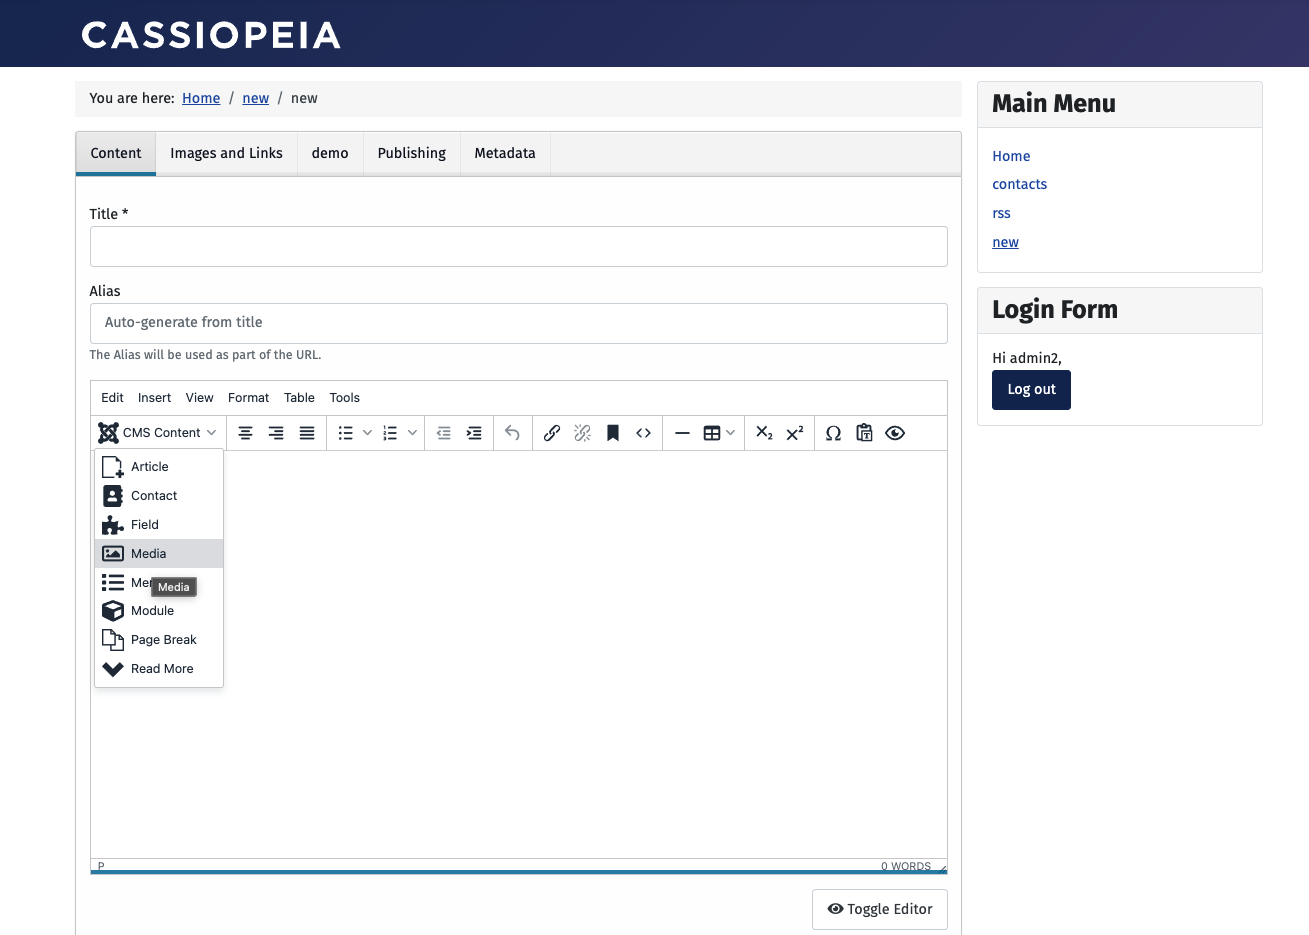 CASSIOPEIA
You are here: Home / new / new
Content Images and Links demo Publishing Metadata
Title *
Alias
Auto-generate from title
The Alias will be used as part of the URL.
Edit Insert View Format Table Tools
CMS Content
Article
Contact
Field
Media
Media
Module
Page Break
Read More
P 0 WORDS
Toggle Editor
Main Menu
Home
contacts
rss
new
Login Form
Hi admin2,
Log out